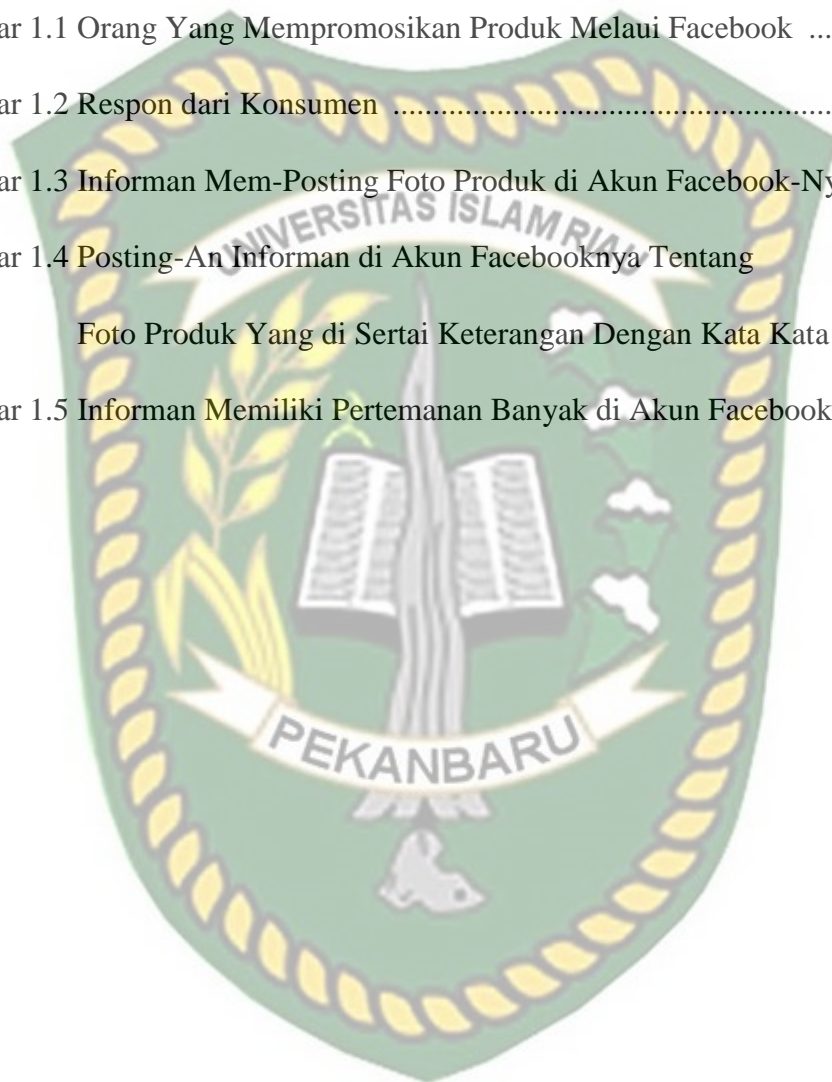 ar 1.1 Orang Yang Mempromosikan Produk Melaui Facebook ...
ar 1.2 Respon dari Konsumen ..............................................................
ar 1.3 Informan Mem-Posting Foto Produk di Akun Facebook-Ny
UNIVERSITAS ISLAM RIAU
ar 1.4 Posting-An Informan di Akun Facebooknya Tentang
Foto Produk Yang di Sertai Keterangan Dengan Kata Kata
ar 1.5 Informan Memiliki Pertemanan Banyak di Akun Facebook
PEKANBARU